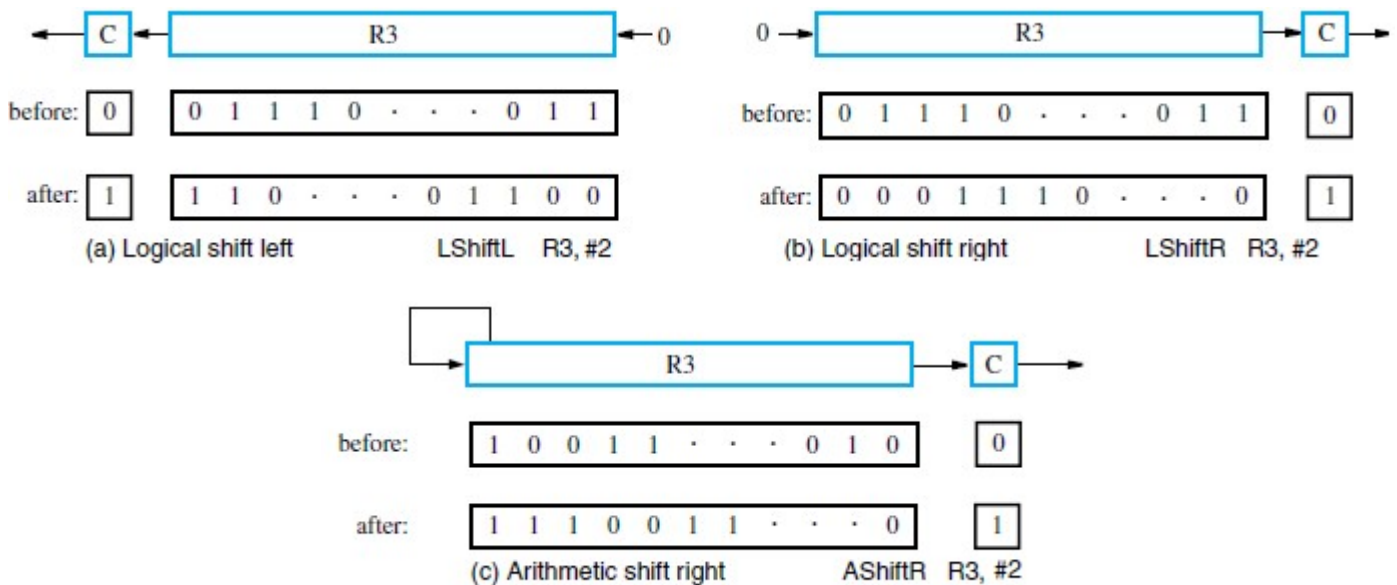 C R3 0
before: 0 0 1 1 1 0 · · · 0 1 1
after: 1 1 1 0 · · · 0 1 1 0 0
(a) Logical shift left LShiftL R3, #2
0 R3 C
before: 0 1 1 1 0 · · · 0 1 1 0
after: 0 0 0 1 1 1 0 · · · 0 1
(b) Logical shift right LShiftR R3, #2
R3 C
before: 1 0 0 1 1 · · · 0 1 0 0
after: 1 1 1 0 0 1 1 · · · 0 1
(c) Arithmetic shift right AShiftR R3, #2